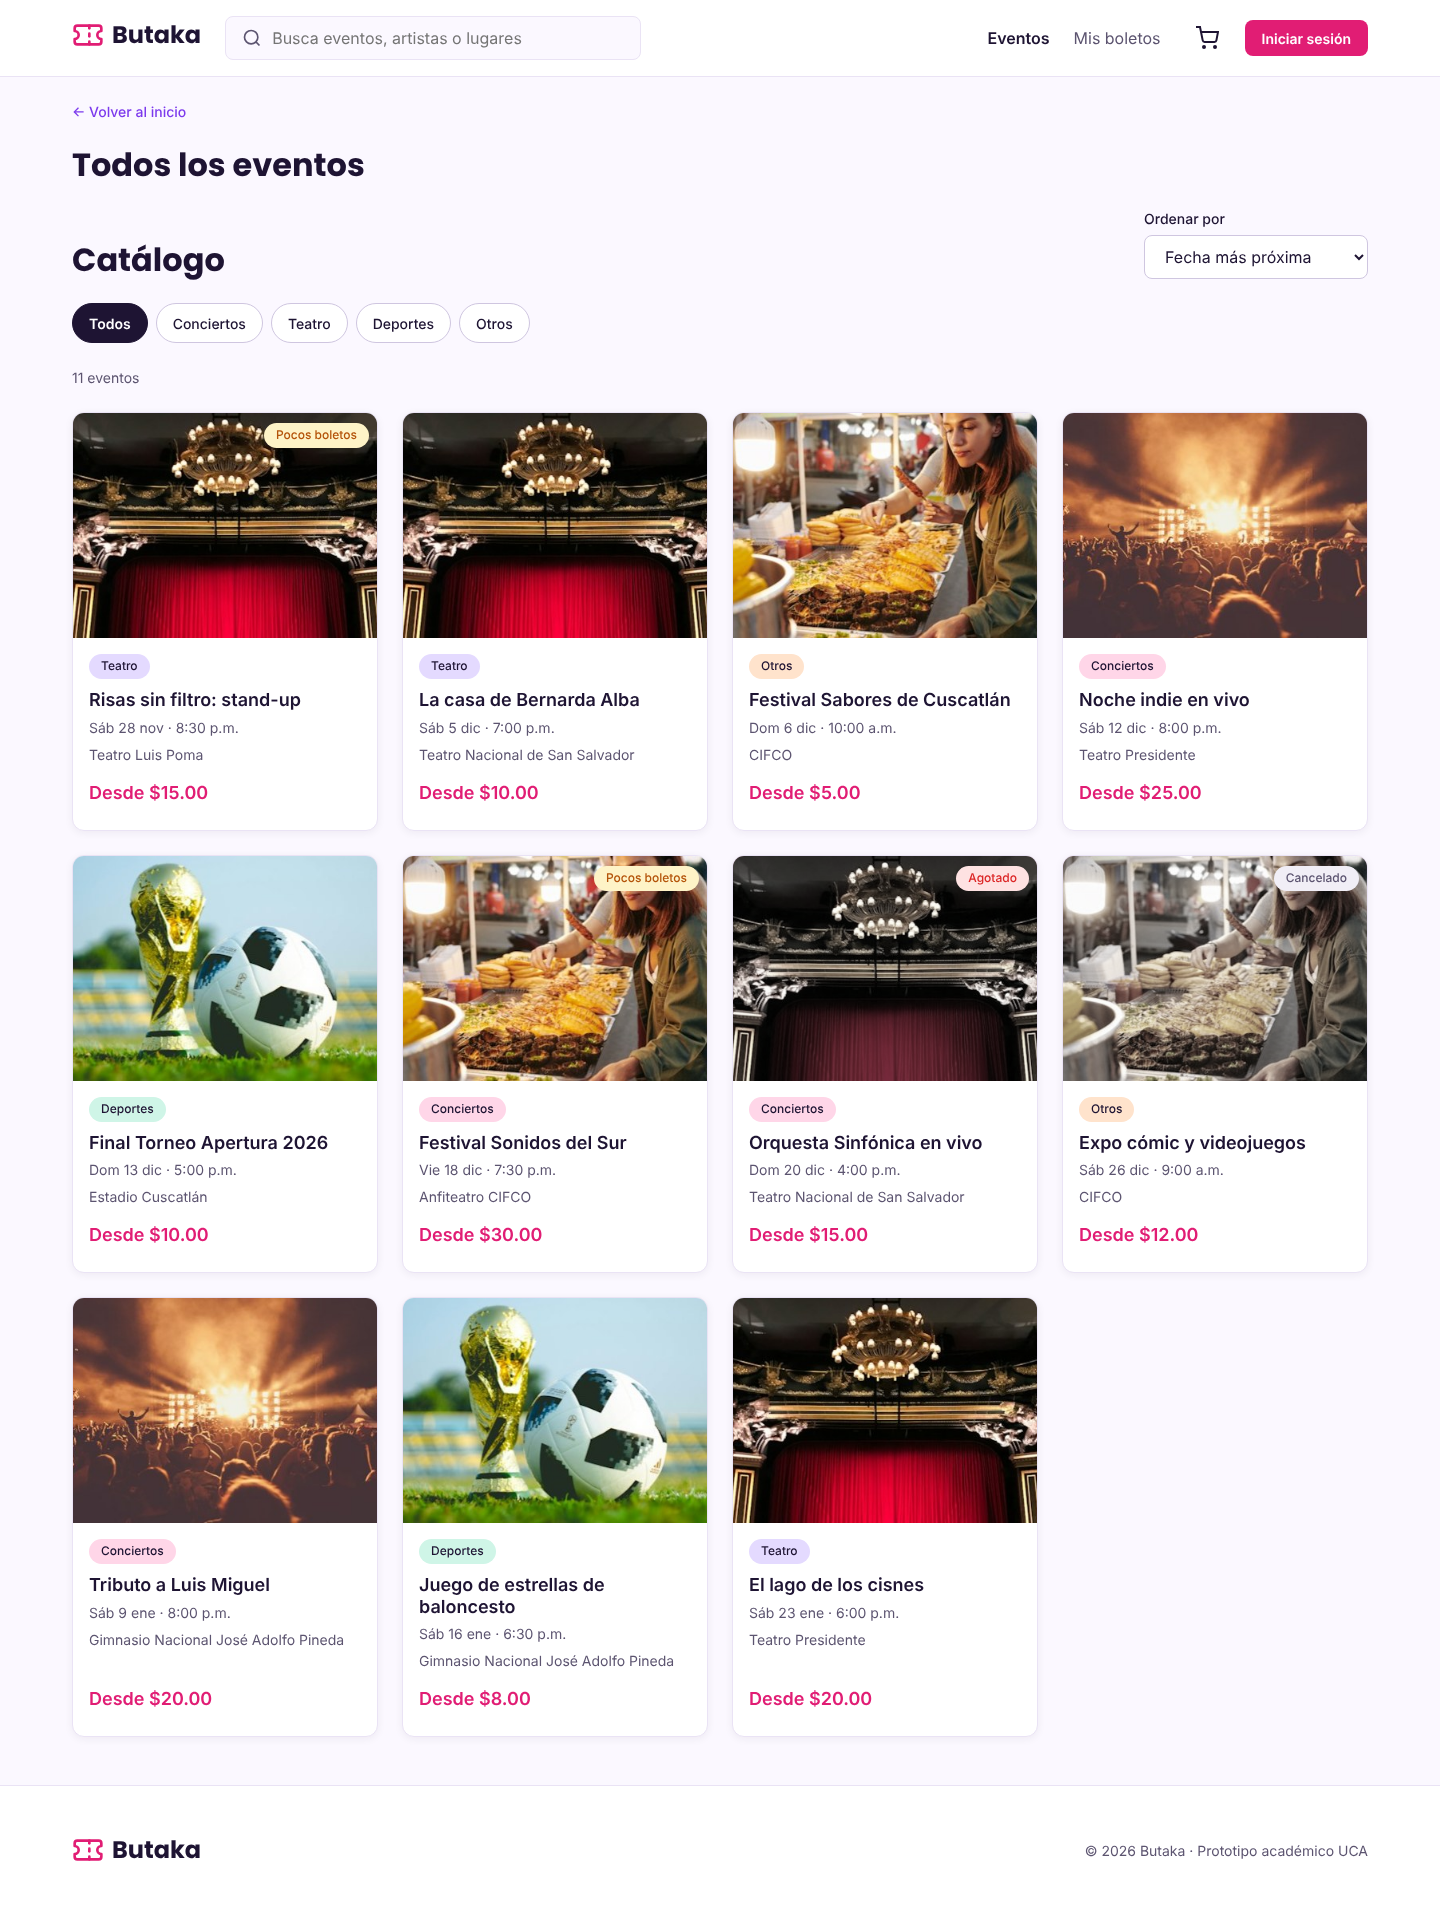 Butaka
Busca eventos, artistas o lugares
Eventos
Mis boletos
Iniciar sesión
← Volver al inicio
Todos los eventos
Ordenar por
Catálogo
Fecha más próxima
Todos
Conciertos
Teatro
Deportes
Otros
11 eventos
Pocos boletos
Teatro
Risas sin filtro: stand-up
Sáb 28 nov · 8:30 p.m.
Teatro Luis Poma
Desde $15.00
Teatro
La casa de Bernarda Alba
Sáb 5 dic · 7:00 p.m.
Teatro Nacional de San Salvador
Desde $10.00
Otros
Festival Sabores de Cuscatlán
Dom 6 dic · 10:00 a.m.
CIFCO
Desde $5.00
Conciertos
Noche indie en vivo
Sáb 12 dic · 8:00 p.m.
Teatro Presidente
Desde $25.00
Deportes
Final Torneo Apertura 2026
Dom 13 dic · 5:00 p.m.
Estadio Cuscatlán
Desde $10.00
Pocos boletos
Conciertos
Festival Sonidos del Sur
Vie 18 dic · 7:30 p.m.
Anfiteatro CIFCO
Desde $30.00
Agotado
Conciertos
Orquesta Sinfónica en vivo
Dom 20 dic · 4:00 p.m.
Teatro Nacional de San Salvador
Desde $15.00
Cancelado
Otros
Expo cómic y videojuegos
Sáb 26 dic · 9:00 a.m.
CIFCO
Desde $12.00
Conciertos
Tributo a Luis Miguel
Sáb 9 ene · 8:00 p.m.
Gimnasio Nacional José Adolfo Pineda
Desde $20.00
Deportes
Juego de estrellas de
baloncesto
Sáb 16 ene · 6:30 p.m.
Gimnasio Nacional José Adolfo Pineda
Desde $8.00
Teatro
El lago de los cisnes
Sáb 23 ene · 6:00 p.m.
Teatro Presidente
Desde $20.00
Butaka
© 2026 Butaka · Prototipo académico UCA